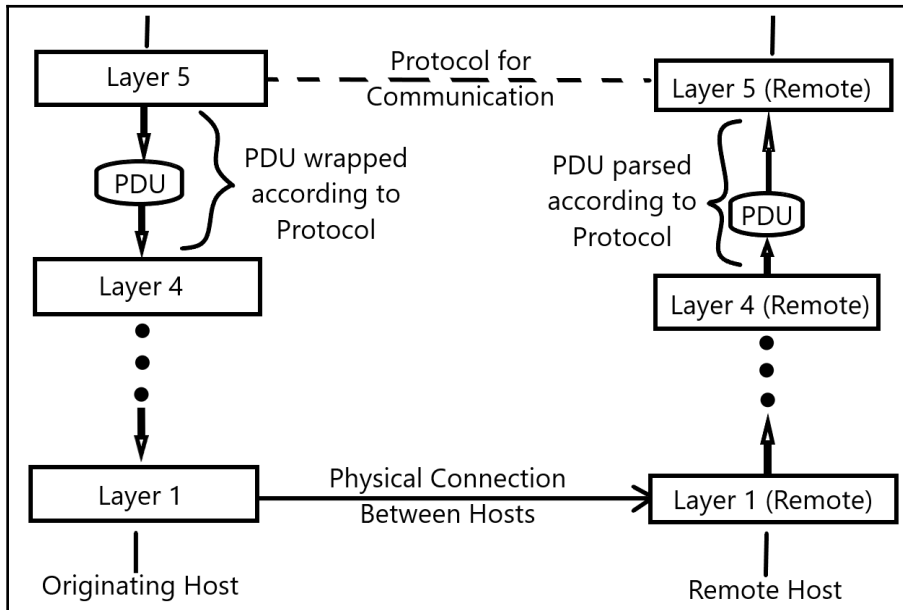 Layer 5
Protocol for
Communication
Layer 5 (Remote)
PDU
PDU wrapped
according to
Protocol
PDU parsed
according to
Protocol
PDU
Layer 4
Layer 4 (Remote)
Layer 1
Physical Connection
Between Hosts
Layer 1 (Remote)
Originating Host
Remote Host